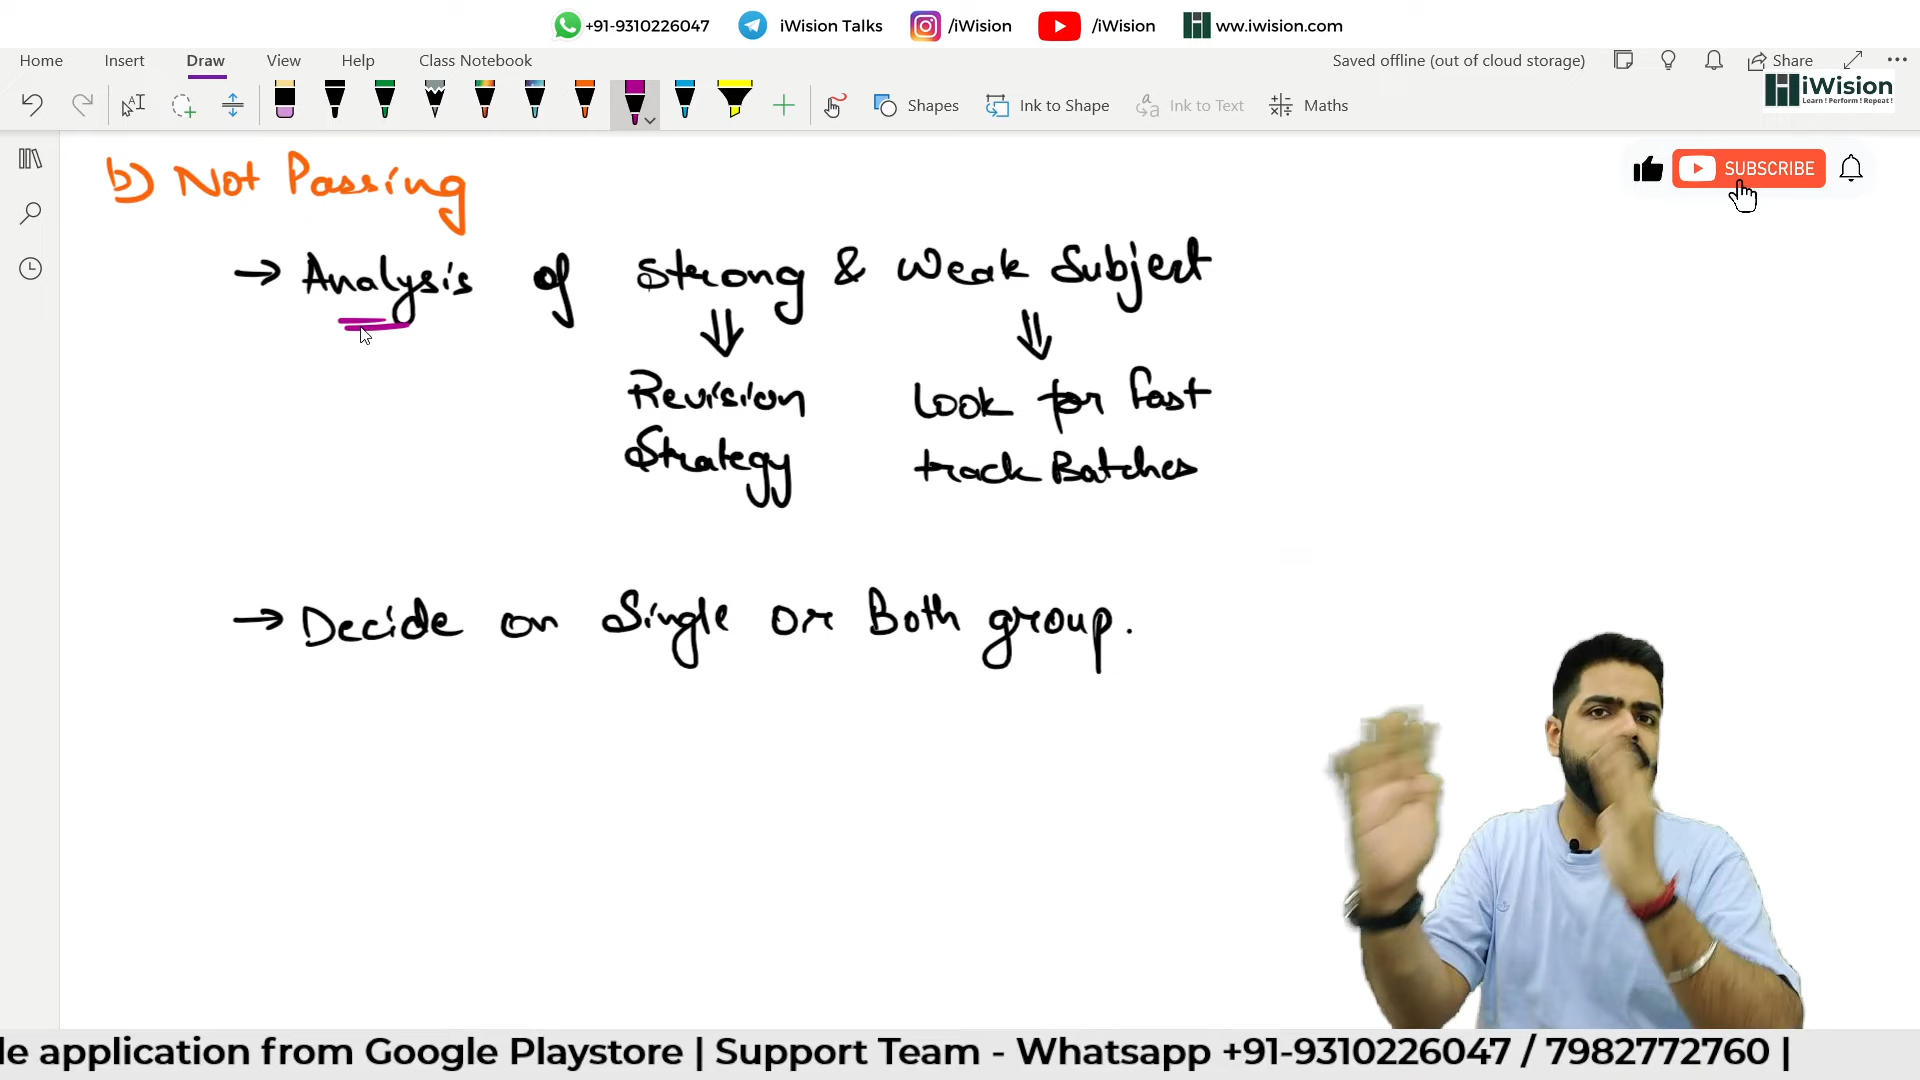 +91-9310226047 iWision Talks /iWision /iWision ww.iwision.com
Home Insert Draw View Help Class Notebook Saved offline (out of cloud storage) Share
Shapes Ink to Shape Ink to Text Maths
iWision
Learn ! Perform ! Repeat !
SUBSCRIBE
b) Not Passing
→ Analysis of Strong & Weak Subject
Revision Look for fast
Strategy track Batches
→ Decide on Single or Both group.
le application from Google Playstore | Support Team - Whatsapp +91-9310226047 / 7982772760 |